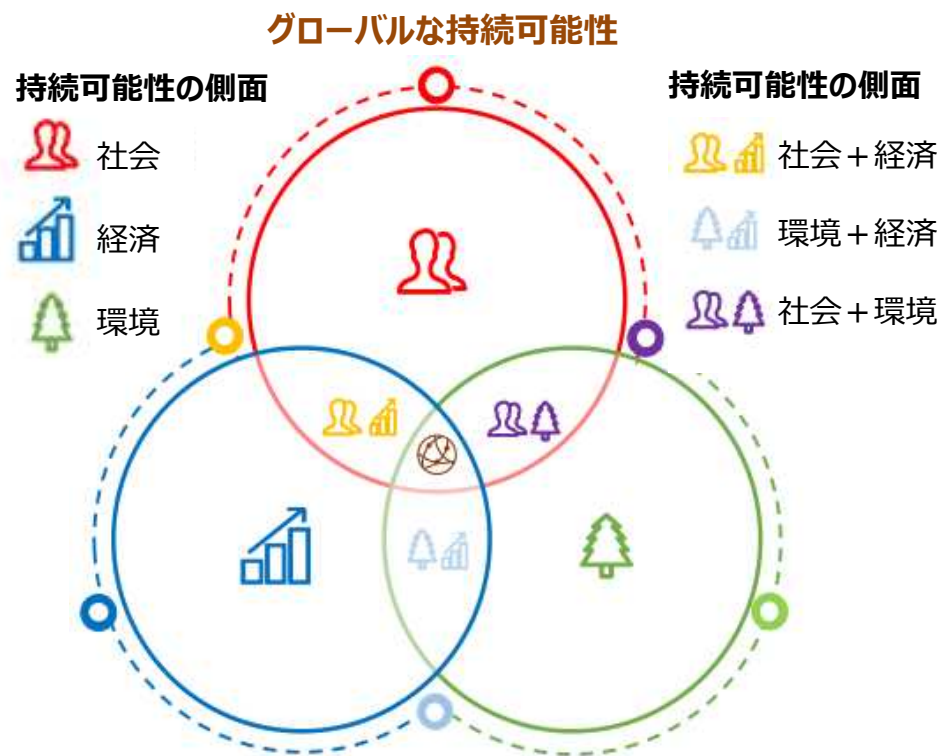 グローバルな持続可能性
持続可能性の側面
社会
経済
環境
持続可能性の側面
社会＋経済
環境＋経済
社会＋環境